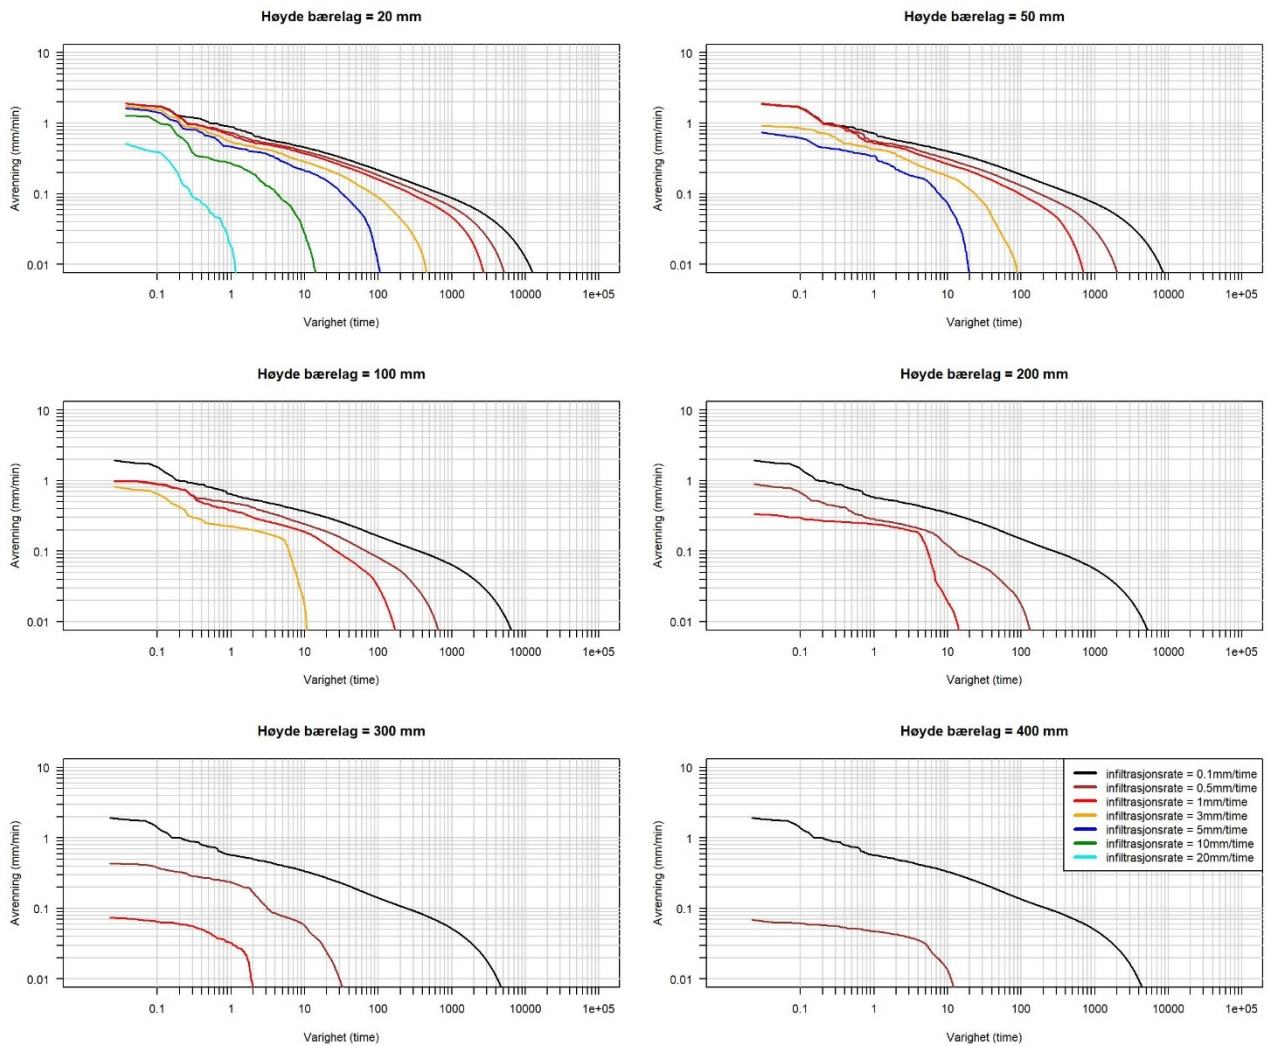 Høyde bærelag = 20 mm
Avrenning (mm/min)
10
1
0.1
0.01
0.1 1 10 100 1000 10000 1e+05
Varighet (time)
Høyde bærelag = 50 mm
Avrenning (mm/min)
10
1
0.1
0.01
0.1 1 10 100 1000 10000 1e+05
Varighet (time)
Høyde bærelag = 100 mm
Avrenning (mm/min)
10
1
0.1
0.01
0.1 1 10 100 1000 10000 1e+05
Varighet (time)
Høyde bærelag = 200 mm
Avrenning (mm/min)
10
1
0.1
0.01
0.1 1 10 100 1000 10000 1e+05
Varighet (time)
Høyde bærelag = 300 mm
Avrenning (mm/min)
10
1
0.1
0.01
0.1 1 10 100 1000 10000 1e+05
Varighet (time)
Høyde bærelag = 400 mm
Avrenning (mm/min)
10
1
0.1
0.01
0.1 1 10 100 1000 10000 1e+05
Varighet (time)
infiltrasjonsrate = 0.1mm/time
infiltrasjonsrate = 0.5mm/time
infiltrasjonsrate = 1mm/time
infiltrasjonsrate = 3mm/time
infiltrasjonsrate = 5mm/time
infiltrasjonsrate = 10mm/time
infiltrasjonsrate = 20mm/time